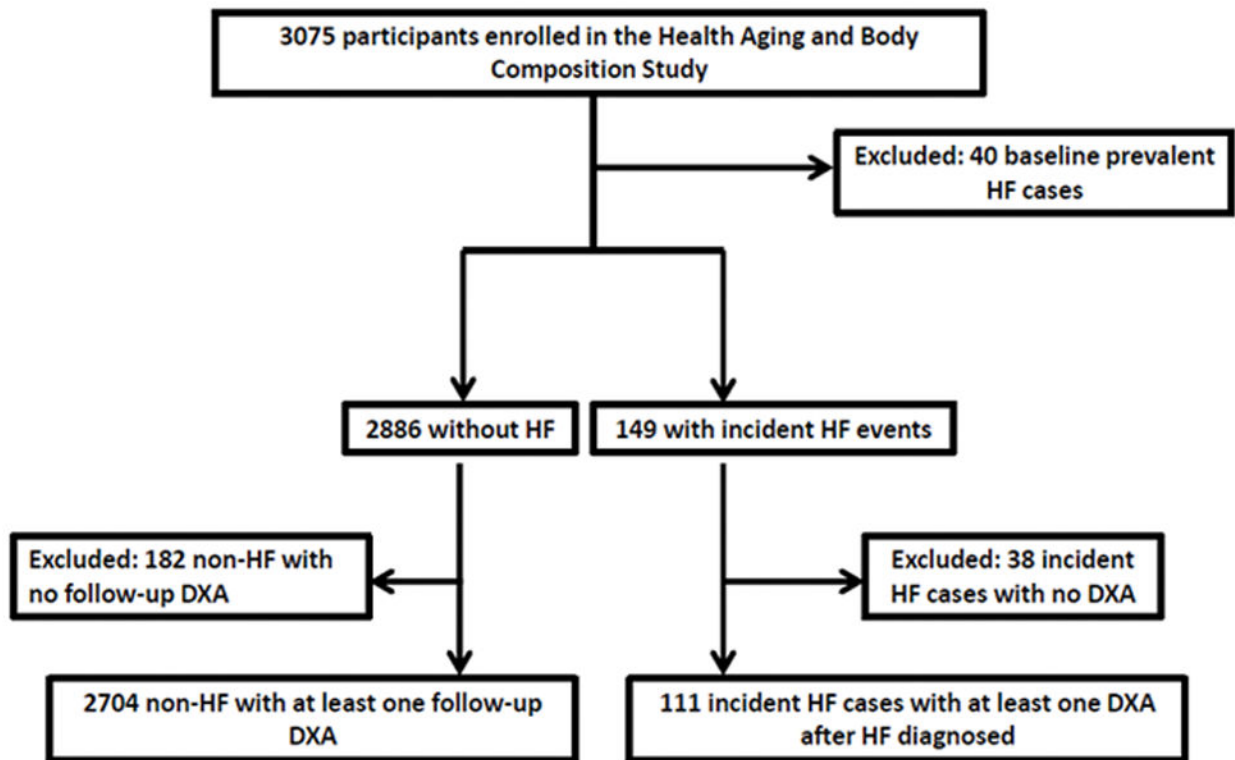 3075 participants enrolled in the Health Aging and Body
Composition Study
Excluded: 40 baseline prevalent
HF cases
2886 without HF
149 with incident HF events
Excluded: 182 non-HF with
no follow-up DXA
Excluded: 38 incident
HF cases with no DXA
2704 non-HF with at least one follow-up
DXA
111 incident HF cases with at least one DXA
after HF diagnosed